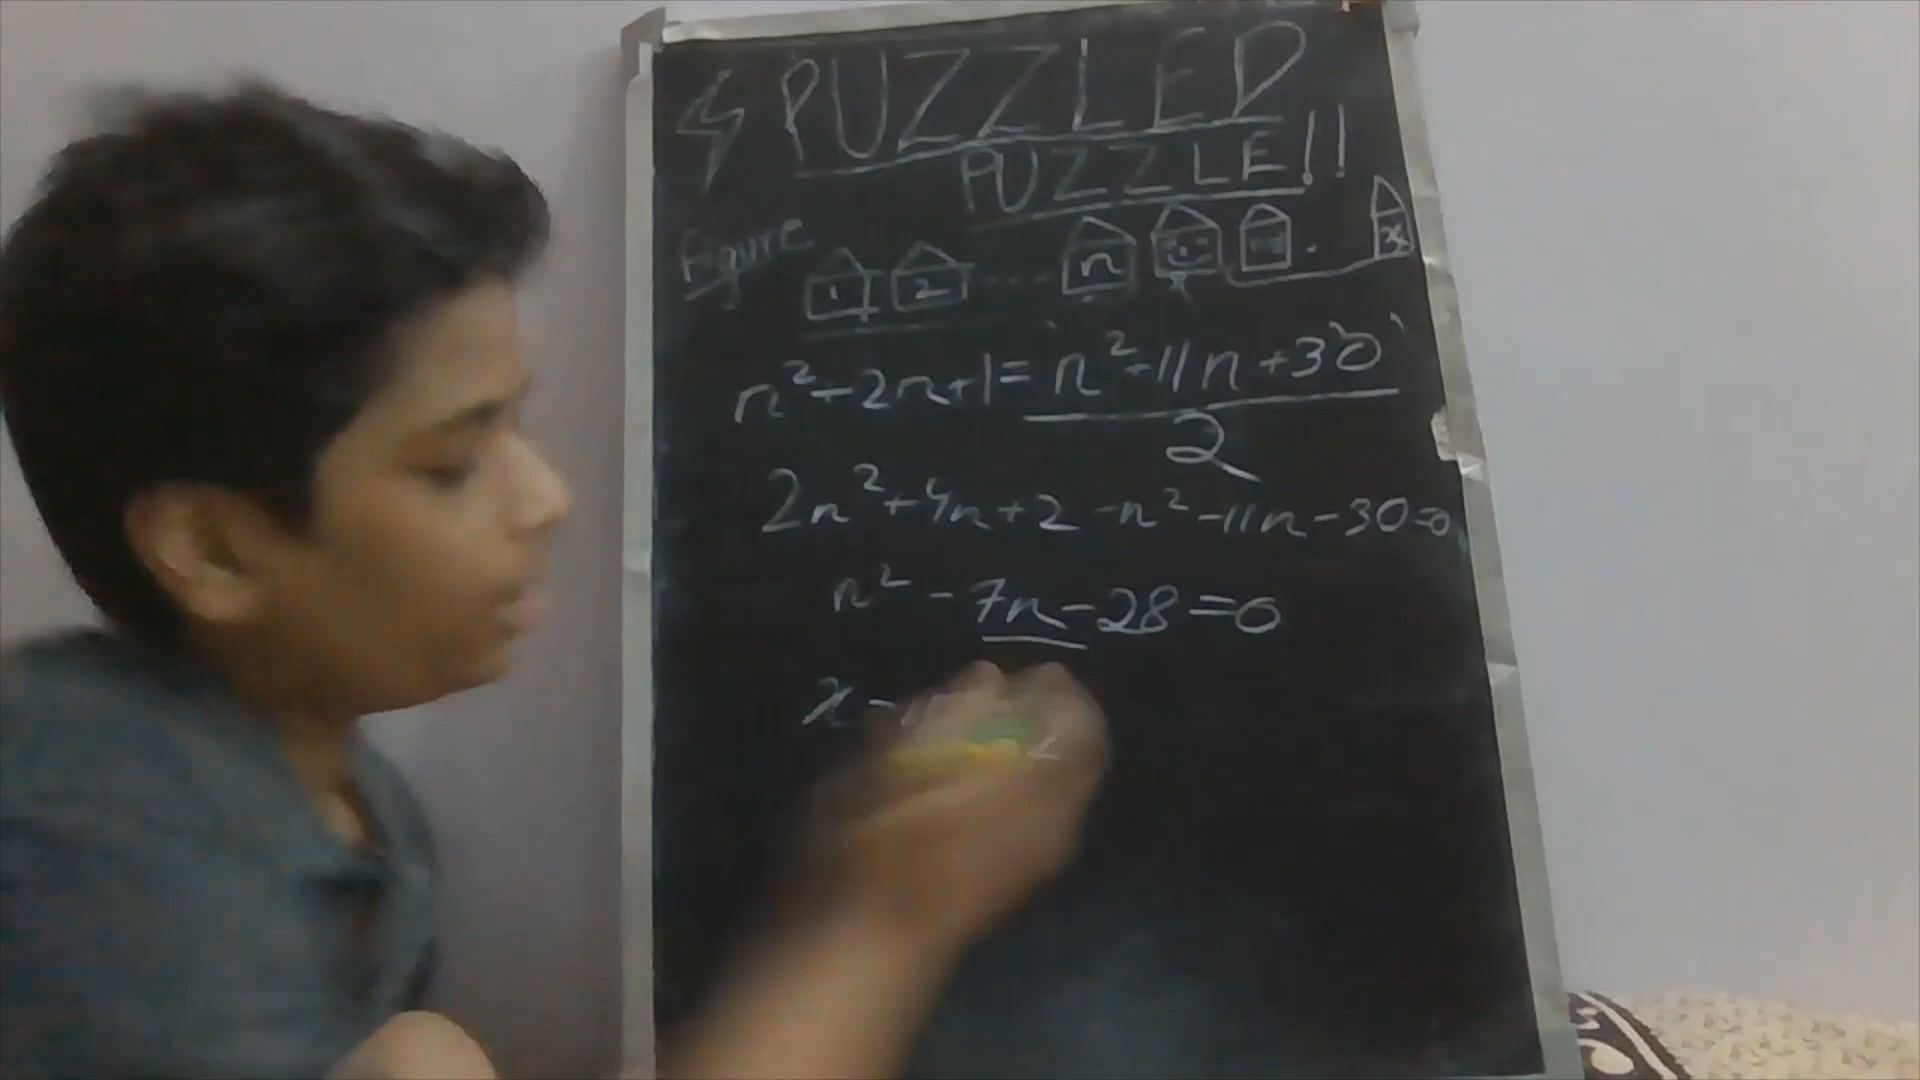 PUZZLED
PUZZLE!!
Figure
1 2 ... n
n²+2n+1 = n²+11n+30
2
2n²+4n+2-n²-11n-30=0
n²-7n-28=0
x-